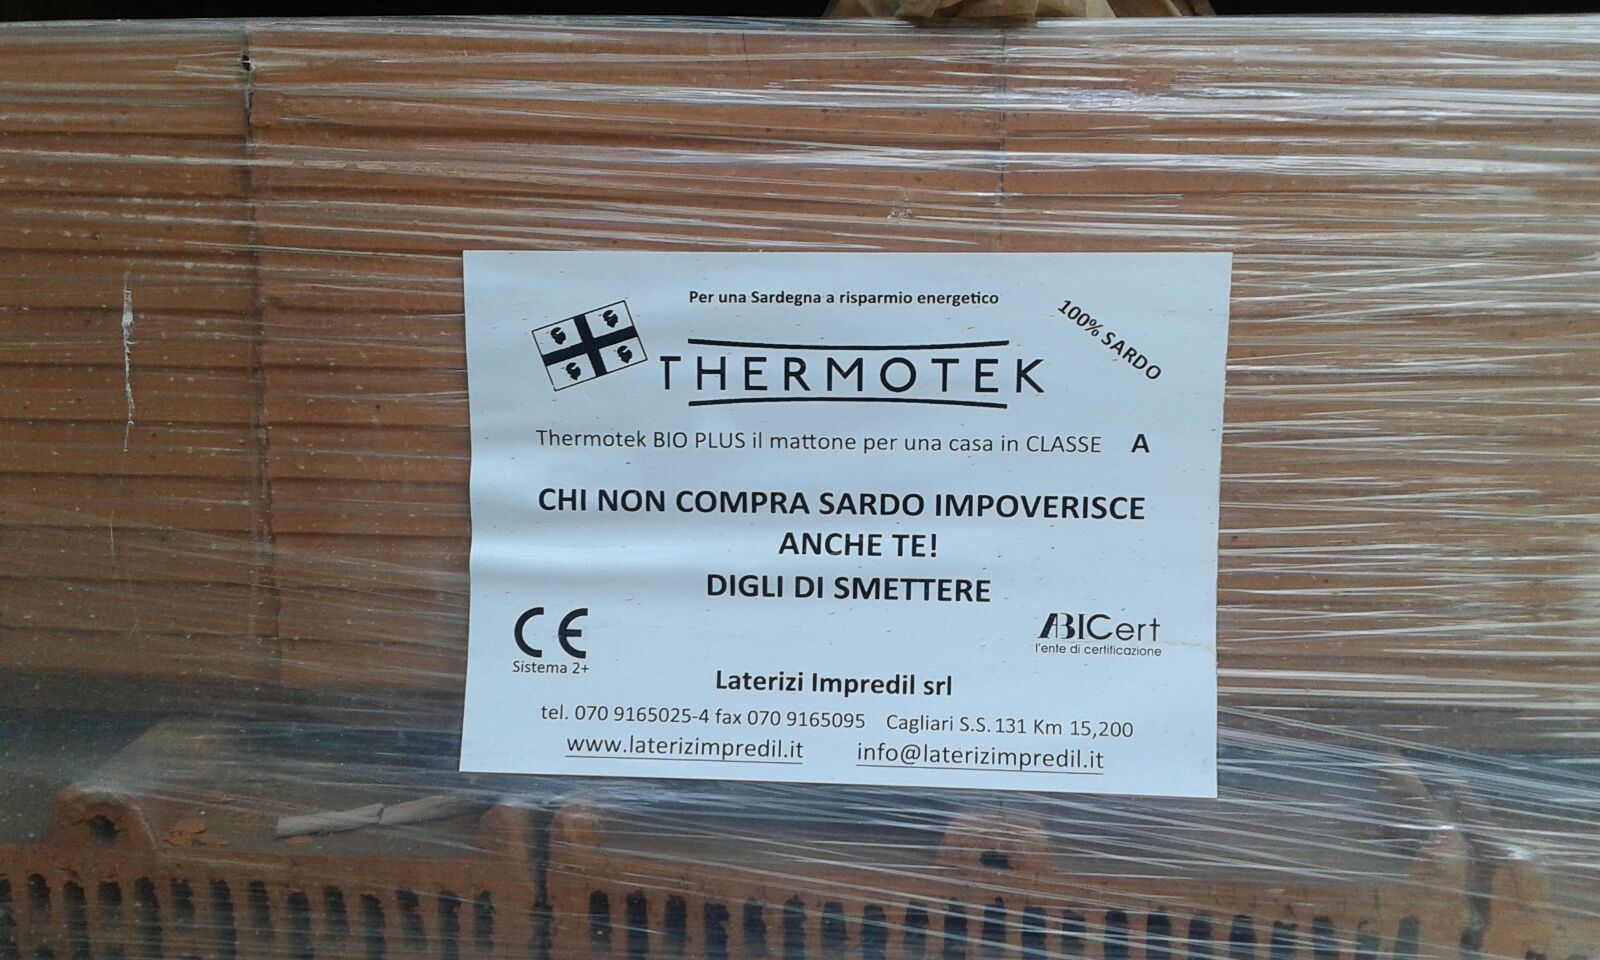 Per una Sardegna a risparmio energetico
100% SARDO
THERMOTEK
Thermotek BIO PLUS il mattone per una casa in CLASSE A
CHI NON COMPRA SARDO IMPOVERISCE
ANCHE TE!
DIGLI DI SMETTERE
CE
Sistema 2+
ABICert
l'ente di certificazione
Laterizi Impredil srl
tel. 070 9165025-4 fax 070 9165095 Cagliari S.S. 131 Km 15,200
www.laterizimpredil.it info@laterizimpredil.it